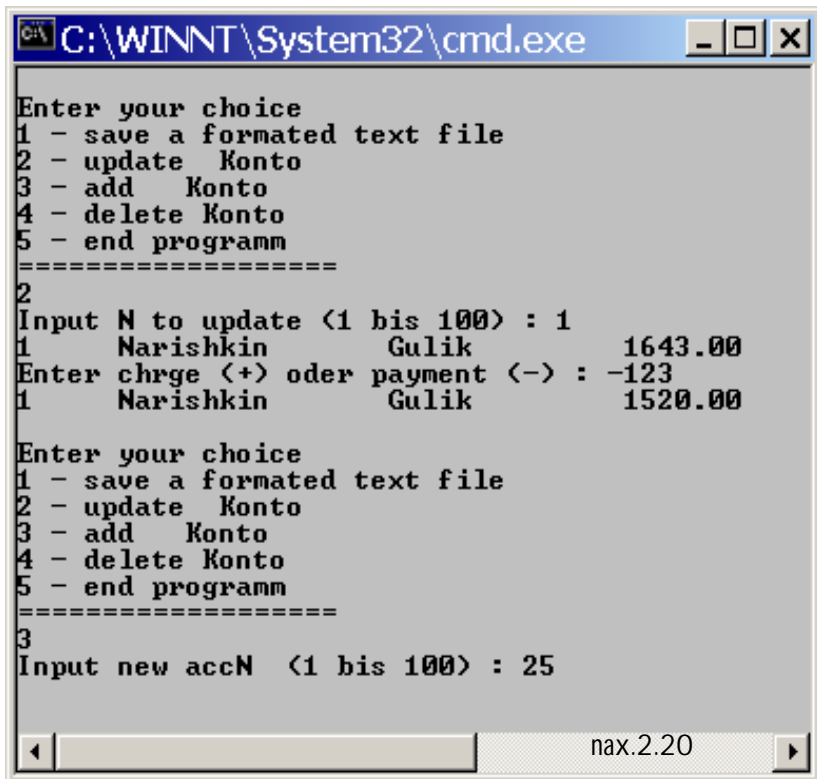 C:\WINNT\System32\cmd.exe
Enter your choice
1 - save a formated text file
2 - update  Konto
3 - add   Konto
4 - delete Konto
5 - end programm
===================
2
Input N to update (1 bis 100) : 1
1     Narishkin       Gulik         1643.00
Enter chrge (+) oder payment (-) : -123
1     Narishkin       Gulik         1520.00
Enter your choice
1 - save a formated text file
2 - update  Konto
3 - add   Konto
4 - delete Konto
5 - end programm
===================
3
Input new accN  (1 bis 100) : 25
nax.2.20